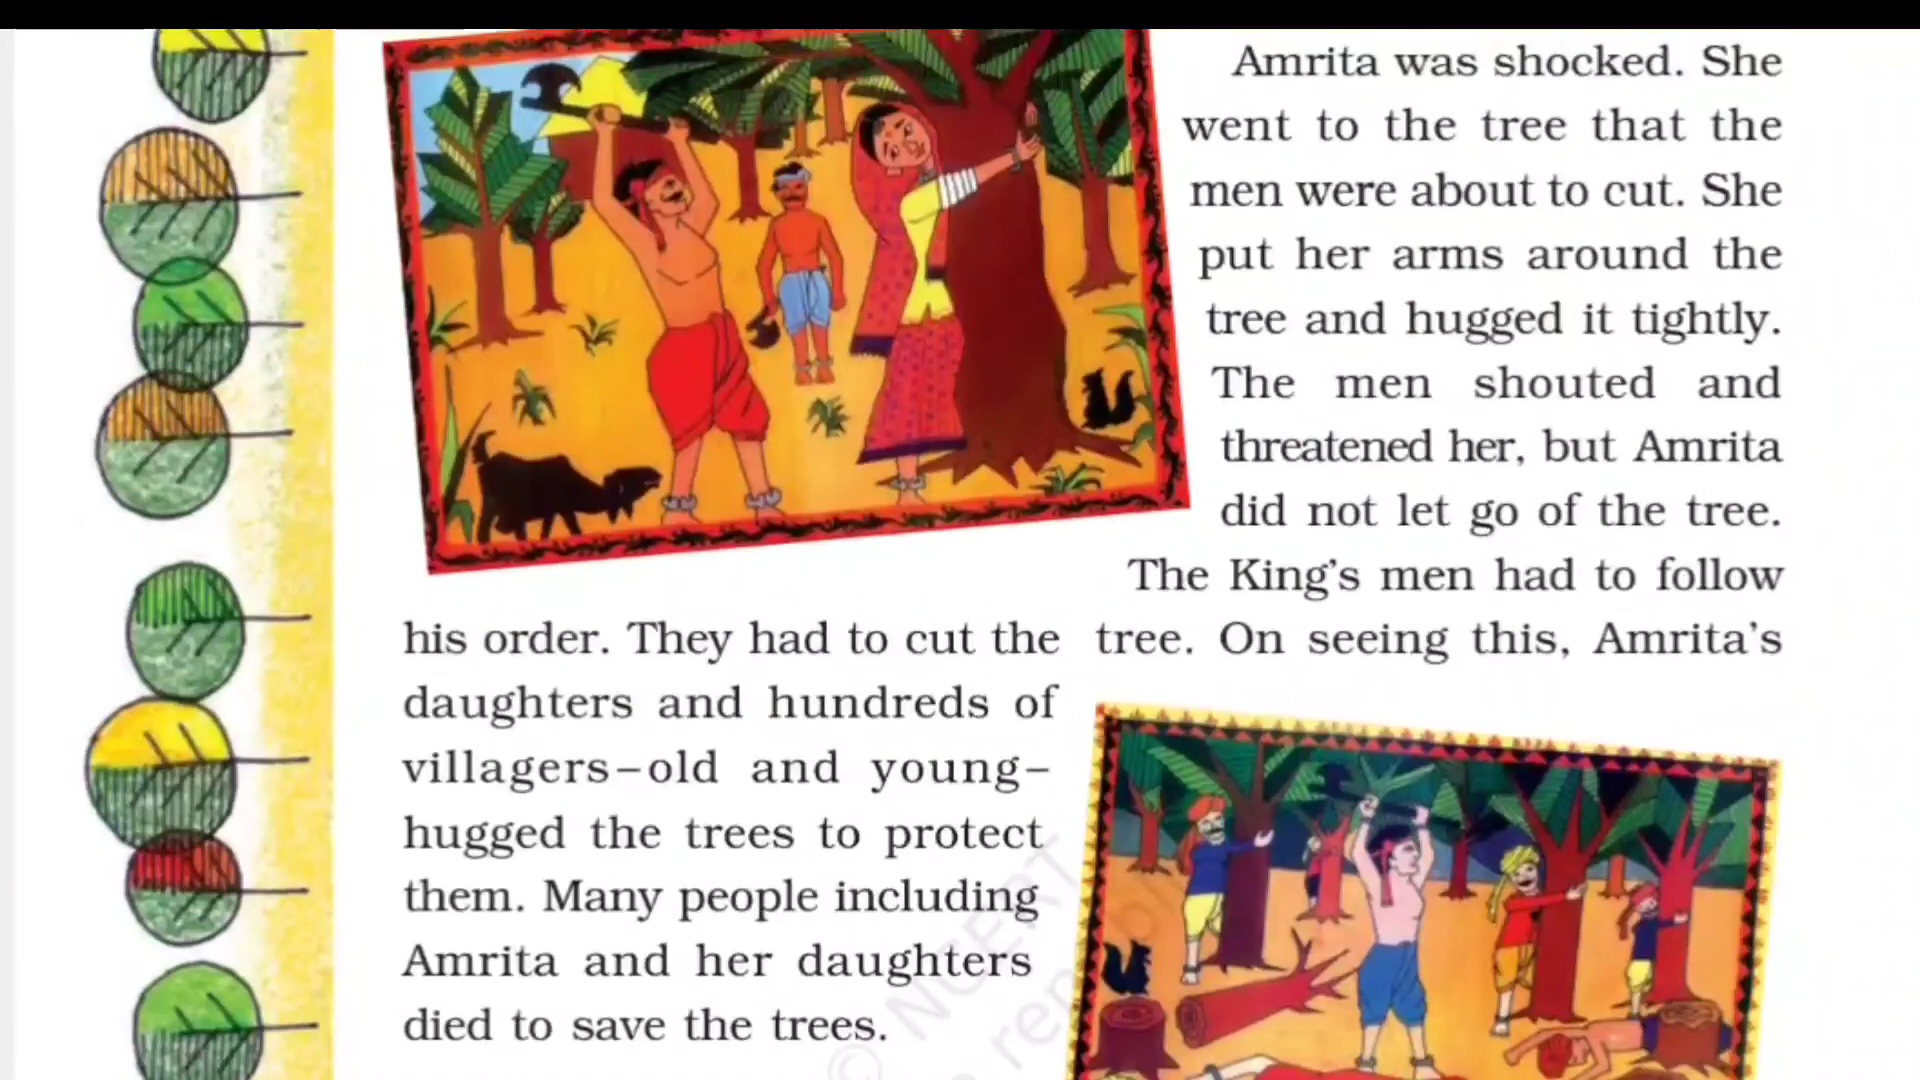 Amrita was shocked. She
went to the tree that the
men were about to cut. She
put her arms around the
tree and hugged it tightly.
The men shouted and
threatened her, but Amrita
did not let go of the tree.
The King's men had to follow
his order. They had to cut the tree. On seeing this, Amrita's
daughters and hundreds of
villagers–old and young–
hugged the trees to protect
them. Many people including
Amrita and her daughters
died to save the trees.
© NCERT